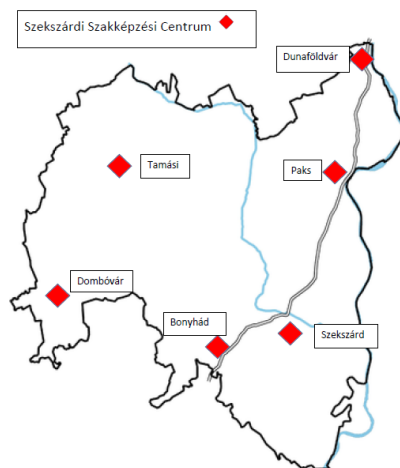 Szekszárdi Szakképzési Centrum
Dunaföldvár
Tamási
Paks
Dombóvár
Bonyhád
Szekszárd